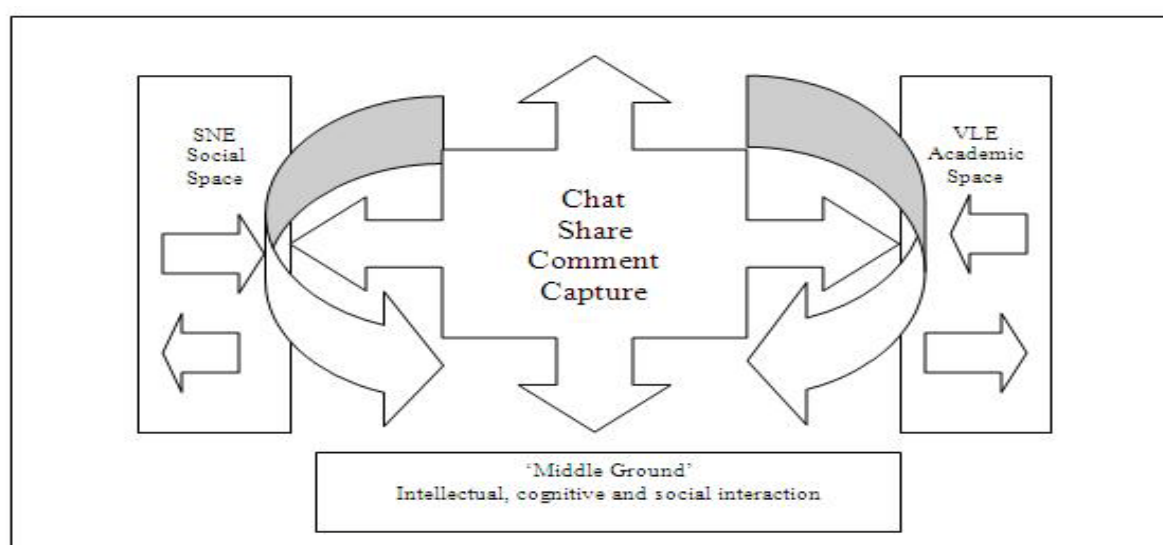 SNE
Social
Space
VLE
Academic
Space
Chat
Share
Comment
Capture
‘Middle Ground’
Intellectual, cognitive and social interaction